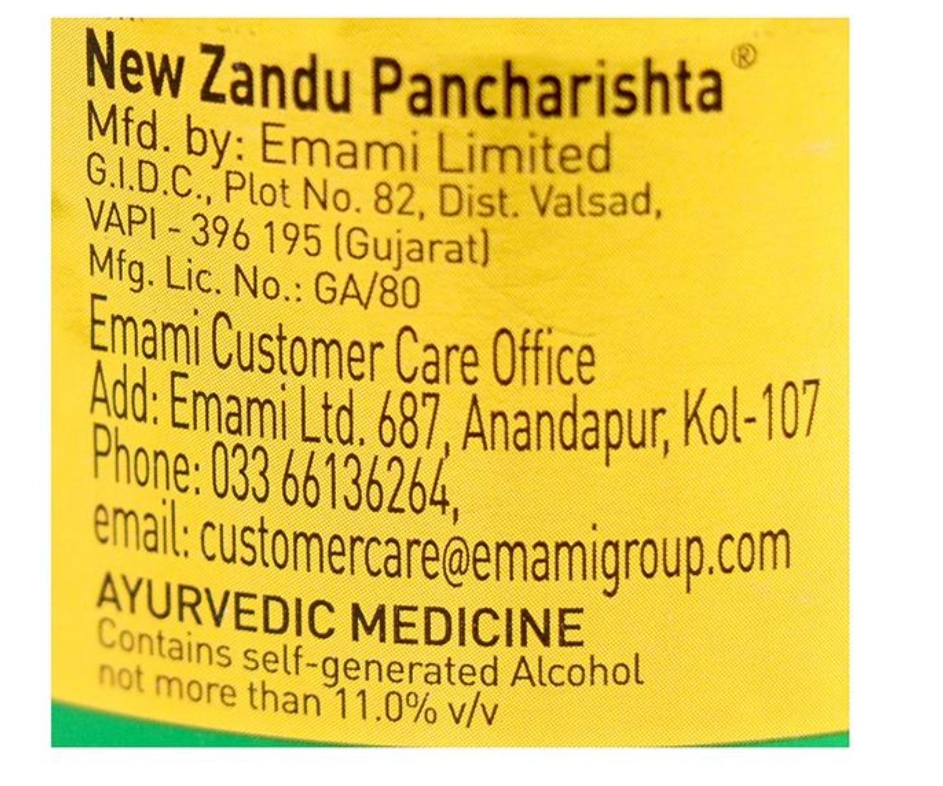 New Zandu Pancharishta®
Mfd. by: Emami Limited
G.I.D.C., Plot No. 82, Dist. Valsad,
VAPI - 396 195 (Gujarat)
Mfg. Lic. No.: GA/80
Emami Customer Care Office
Add: Emami Ltd. 687, Anandapur, Kol-107
Phone: 033 66136264,
email: customercare@emamigroup.com
AYURVEDIC MEDICINE
Contains self-generated Alcohol
not more than 11.0% v/v